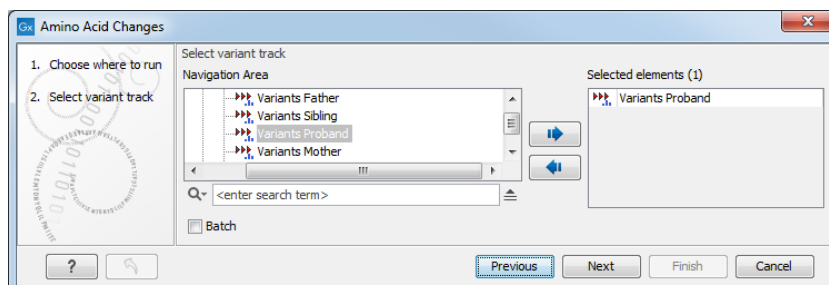 Gx Amino Acid Changes
1. Choose where to run
2. Select variant track
Select variant track
Navigation Area
Variants Father
Variants Sibling
Variants Proband
Variants Mother
<enter search term>
Batch
Selected elements (1)
Variants Proband
?
Previous
Next
Finish
Cancel